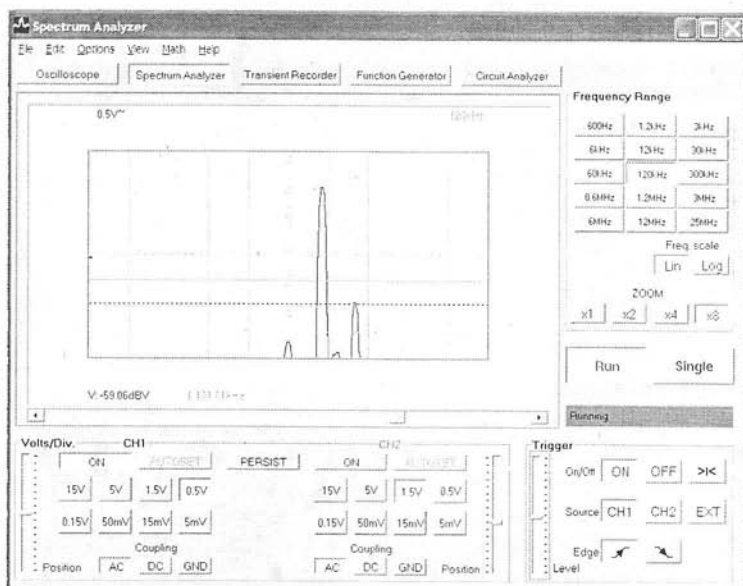 Spectrum Analyzer
File Edit Options View Math Help
Oscilloscope Spectrum Analyzer Transient Recorder Function Generator Circuit Analyzer
0.5V~
V: -59.06dBV
Frequency Range
600Hz 1.2kHz 3kHz
6kHz 12kHz 30kHz
60kHz 120kHz 300kHz
0.6MHz 1.2MHz 3MHz
6MHz 12MHz 25MHz
Freq. scale
Lin Log
ZOOM
x1 x2 x4 x8
Run Single
Running
Volts/Div. CH1 CH2
ON AUTOSET PERSIST ON AUTOSET
15V 5V 1.5V 0.5V 15V 5V 1.5V 0.5V
0.15V 50mV 15mV 5mV 0.15V 50mV 15mV 5mV
Coupling Coupling
Position AC DC GND AC DC GND Position
Trigger
On/Off ON OFF >I<
Source CH1 CH2 EXT
Edge
Level